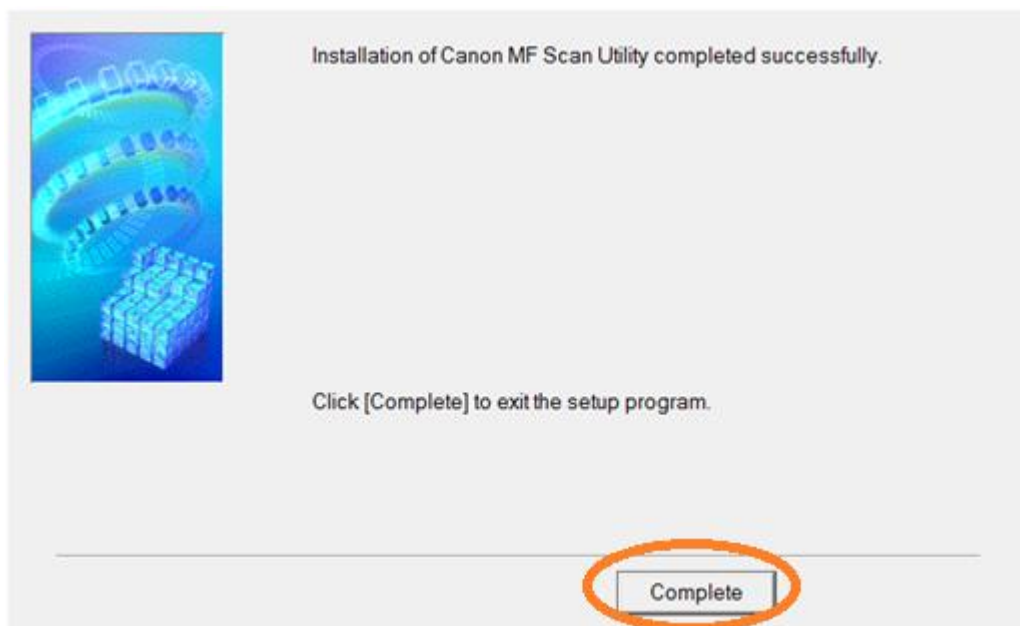 Installation of Canon MF Scan Utility completed successfully.
Click [Complete] to exit the setup program.
Complete